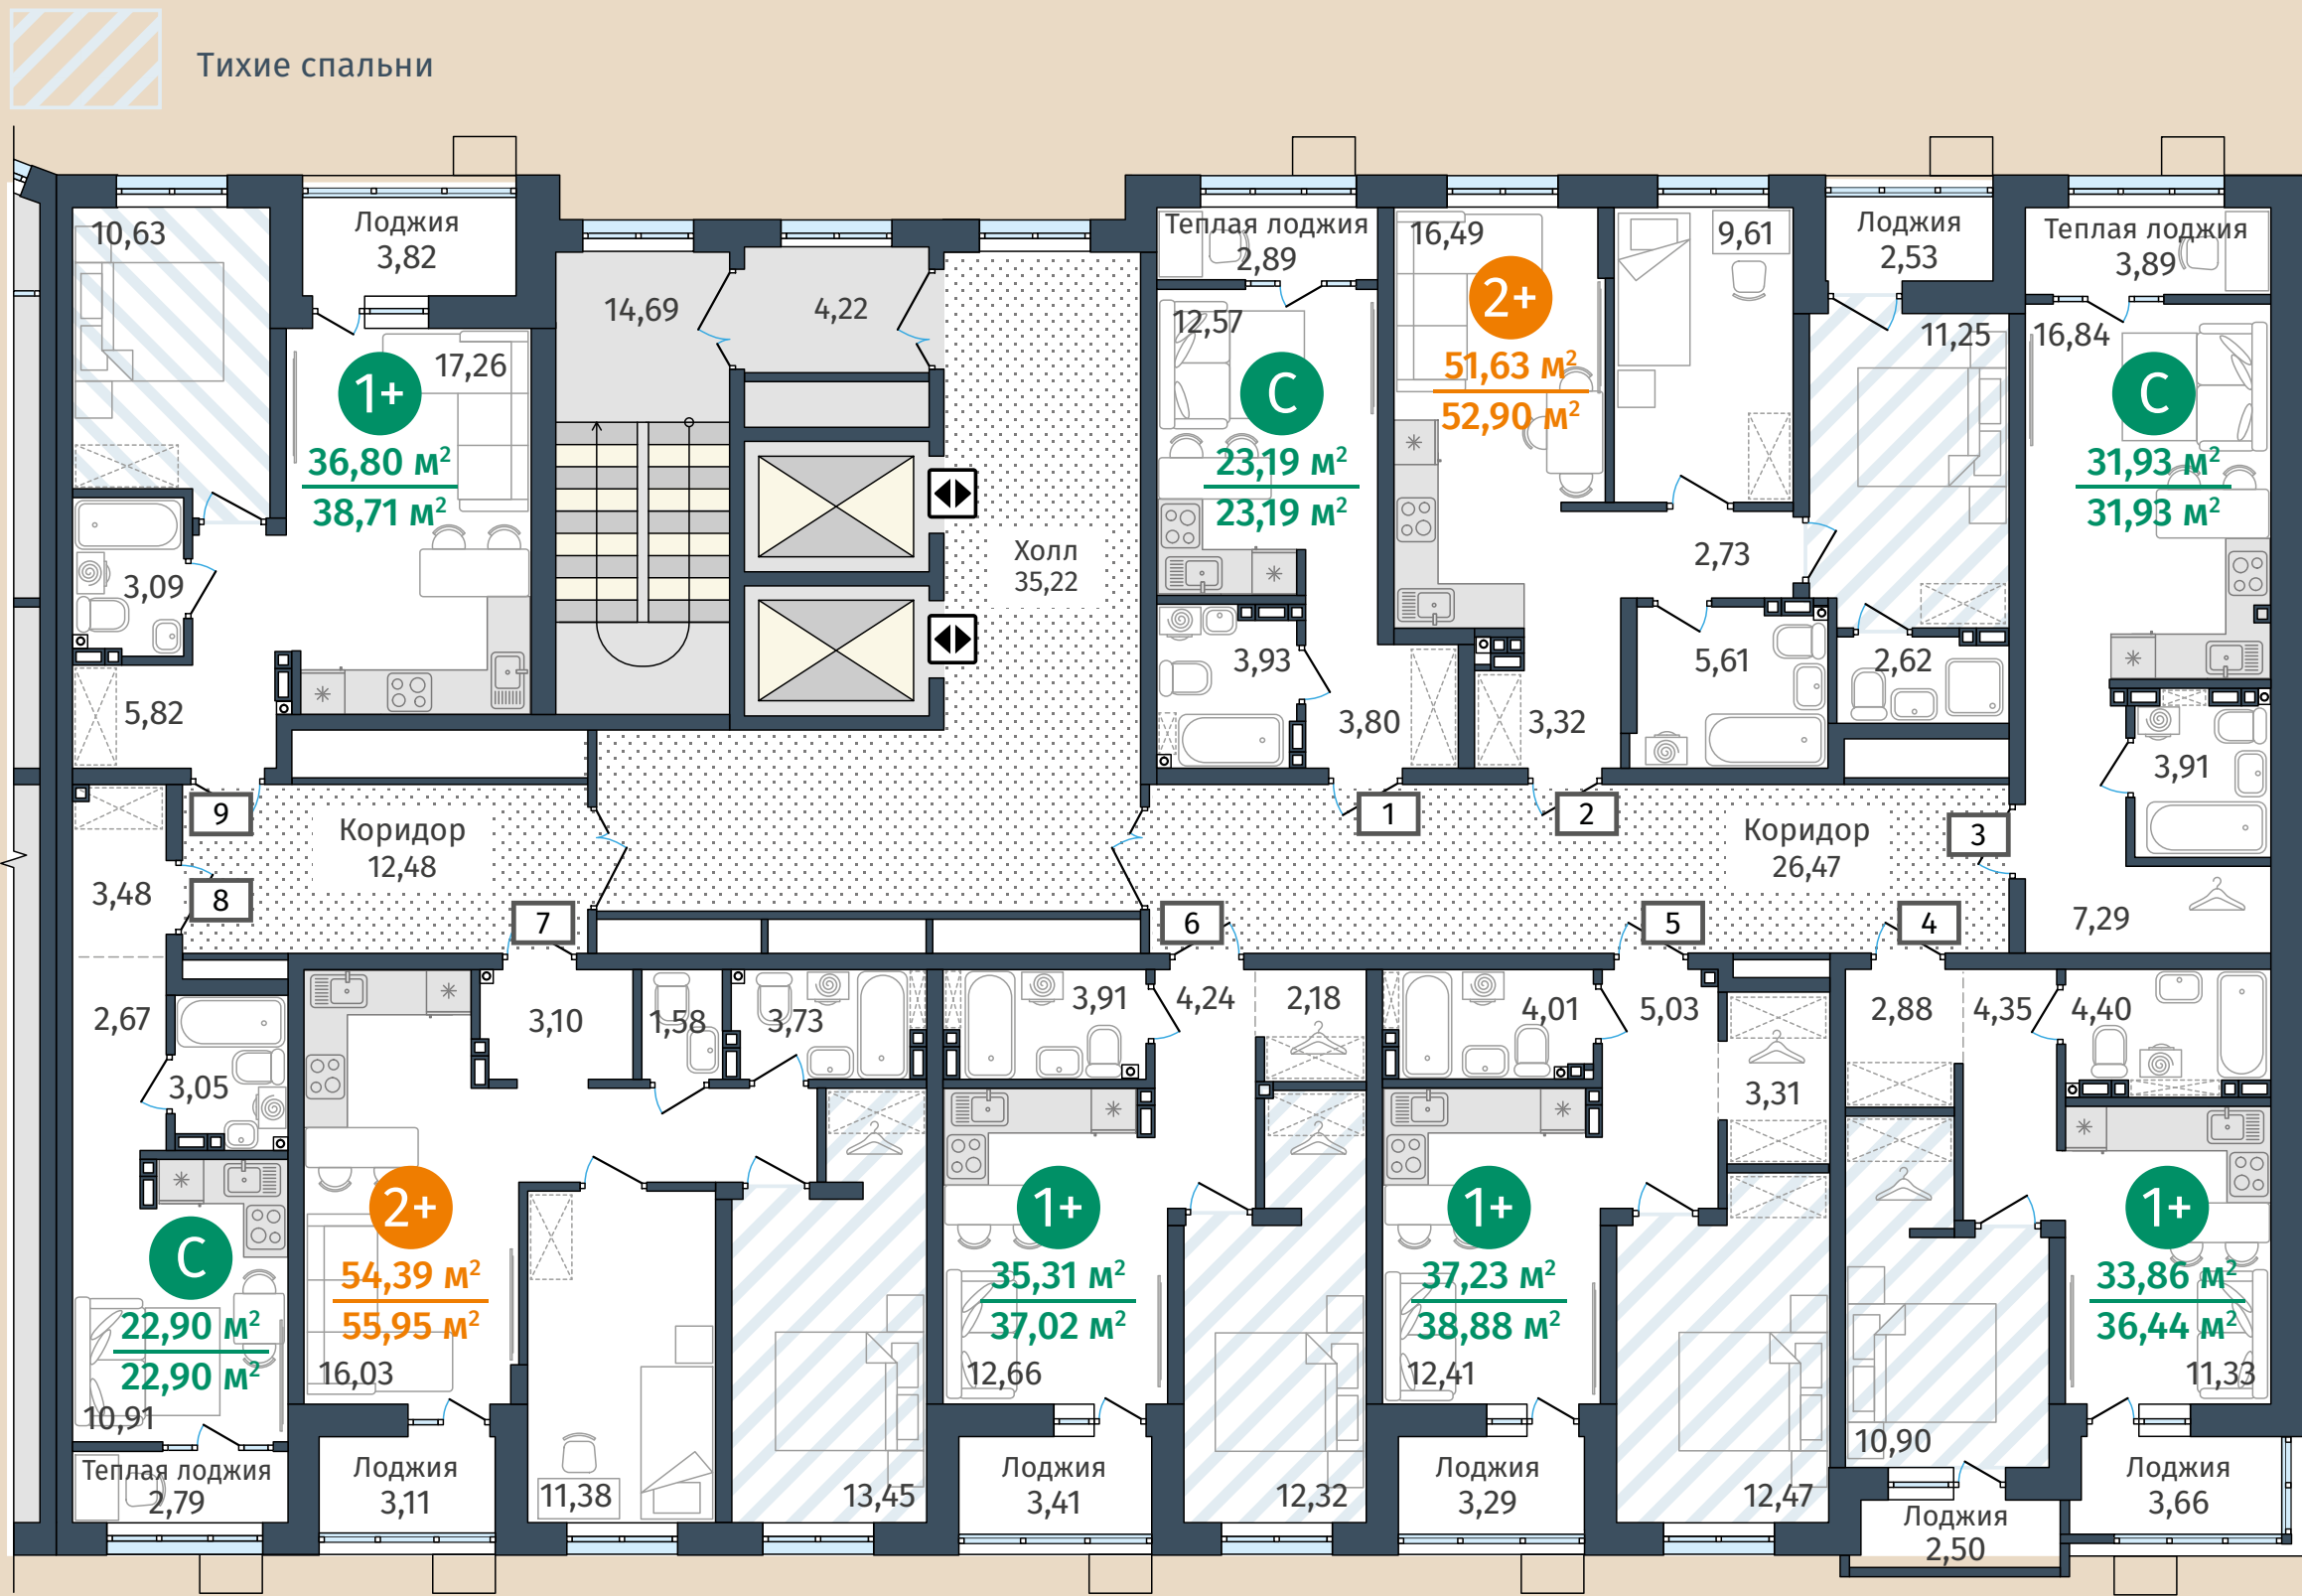 Тихие спальни
10,63
Лоджия
3,82
17,26
1+
36,80 м²
38,71 м²
3,09
5,82
14,69
4,22
Холл
35,22
Теплая лоджия
2,89
12,57
С
23,19 м²
23,19 м²
3,93
3,80
16,49
2+
51,63 м²
52,90 м²
9,61
2,73
3,32
5,61
Лоджия
2,53
11,25
2,62
Теплая лоджия
3,89
16,84
С
31,93 м²
31,93 м²
3,91
7,29
9
Коридор
12,48
8
7
1
2
Коридор
26,47
3
6
5
4
3,48
2,67
3,05
С
22,90 м²
22,90 м²
10,91
Теплая лоджия
2,79
3,10
1,58
3,73
2+
54,39 м²
55,95 м²
16,03
Лоджия
3,11
11,38
13,45
3,91
4,24
2,18
1+
35,31 м²
37,02 м²
12,66
Лоджия
3,41
12,32
4,01
5,03
3,31
1+
37,23 м²
38,88 м²
12,41
Лоджия
3,29
12,47
2,88
4,35
4,40
1+
33,86 м²
36,44 м²
11,33
10,90
Лоджия
2,50
Лоджия
3,66